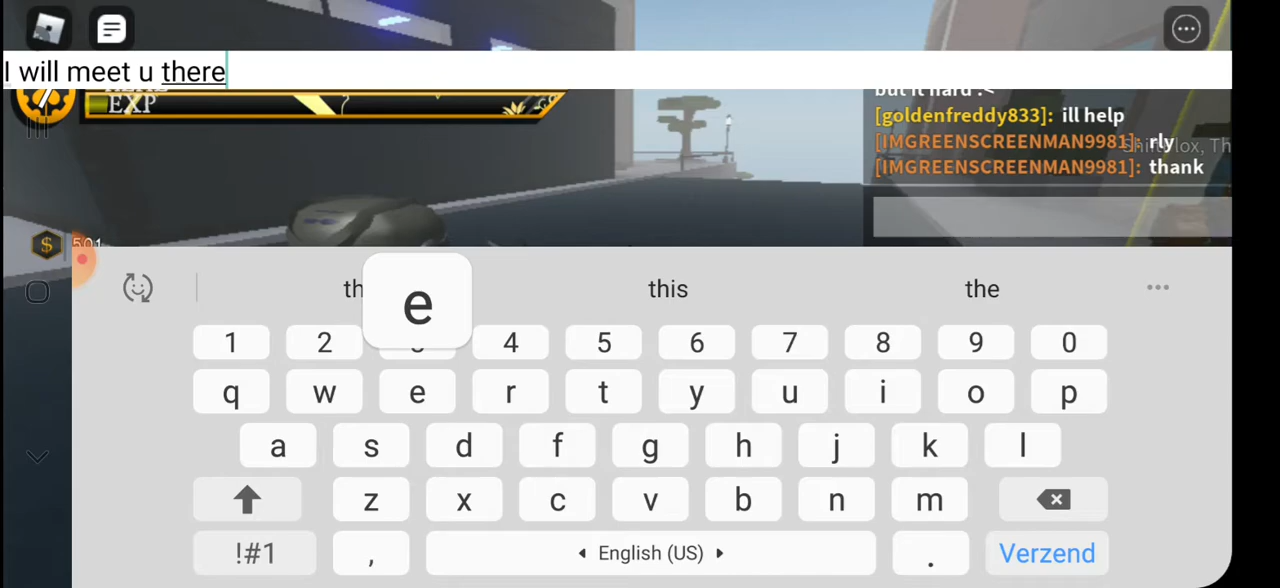 I will meet u there
EXP
but it hard :<
[goldenfreddy833]: ill help
[IMGREENSCREENMAN9981]: rly
[IMGREENSCREENMAN9981]: thank
$ 501
this
the
e
1 2 4 5 6 7 8 9 0
q w e r t y u i o p
a s d f g h j k l
z x c v b n m
!#1 , English (US) . Verzend